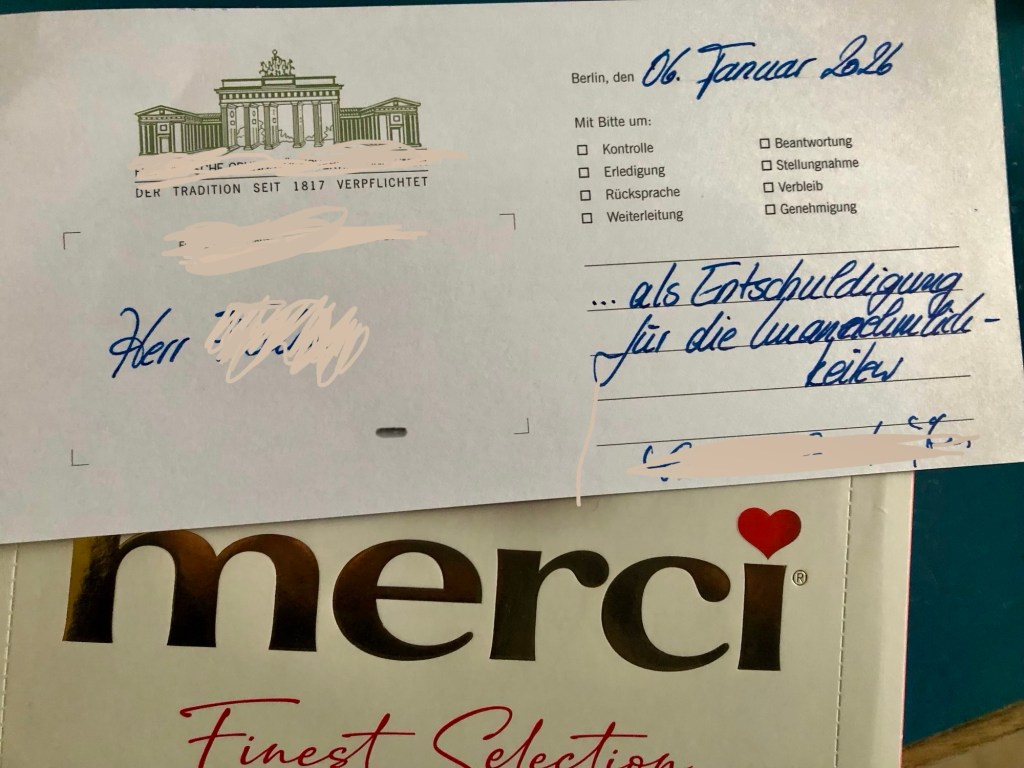 Berlin, den 06. Januar 2026
DER TRADITION SEIT 1817 VERPFLICHTET
Mit Bitte um:
☐ Kontrolle
☐ Erledigung
☐ Rücksprache
☐ Weiterleitung
☐ Beantwortung
☐ Stellungnahme
☐ Verbleib
☐ Genehmigung
Herr
... als Entschuldigung
für die Unannehmlich-
keiten
merci®
Finest Selection